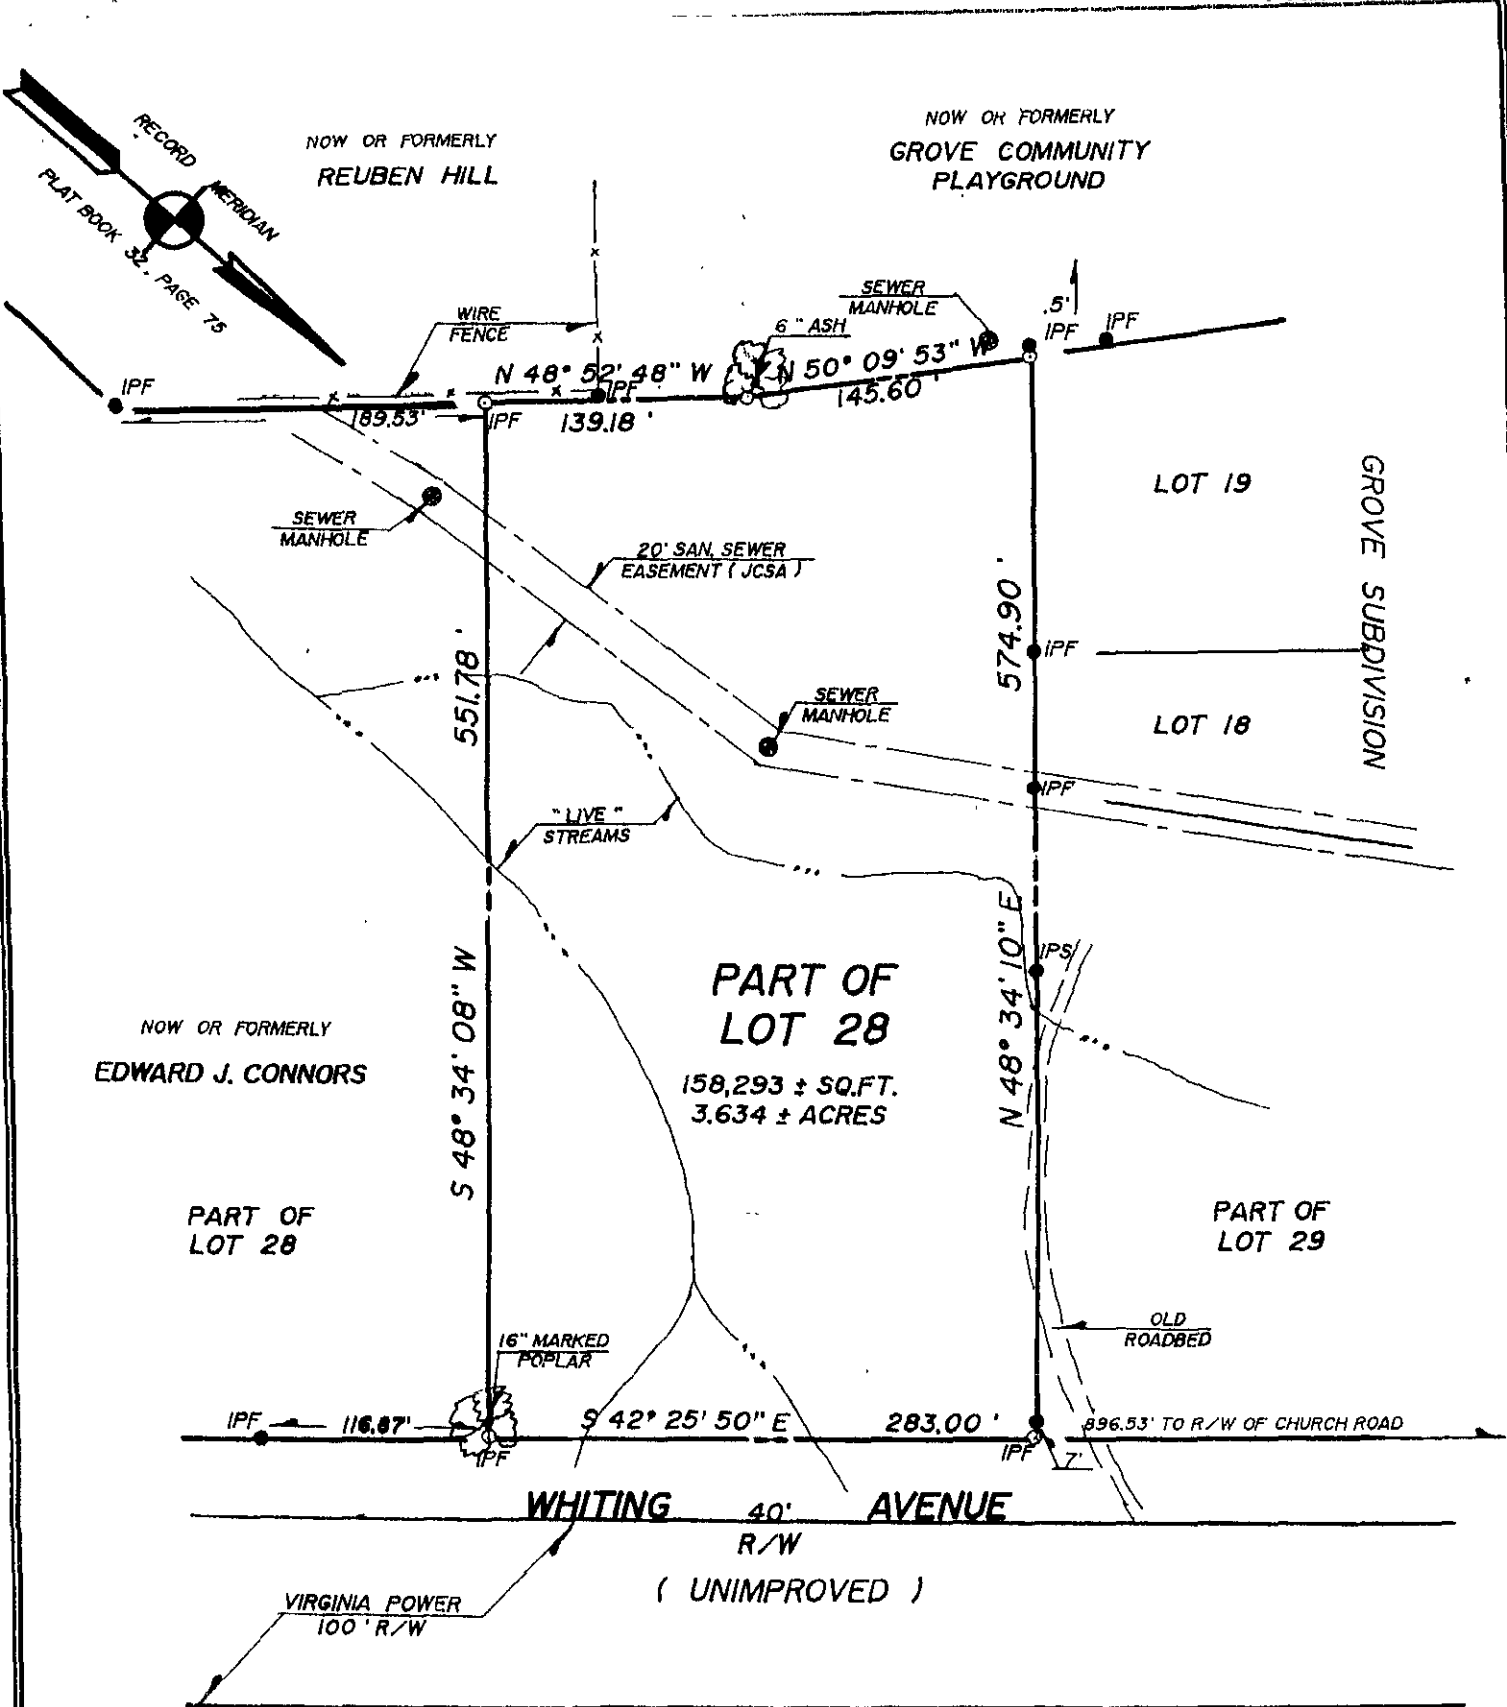 RECORD
MERIDIAN
PLAT BOOK 32, PAGE 75
NOW OR FORMERLY
REUBEN HILL
NOW OR FORMERLY
GROVE COMMUNITY
PLAYGROUND
WIRE
FENCE
SEWER
MANHOLE
6" ASH
.5'
IPF
IPF
IPF
N 48° 52' 48" W
IPF
N 50° 09' 53" W
145.60'
189.53'
IPF
139.18'
LOT 19
GROVE SUBDIVISION
SEWER
MANHOLE
20' SAN. SEWER
EASEMENT (JCSA)
551.78'
574.90'
IPF
SEWER
MANHOLE
LOT 18
IPF
"LIVE"
STREAMS
S 48° 34' 08" W
N 48° 34' 10" E
IPS
PART OF
LOT 28
158,293 ± SQ.FT.
3.634 ± ACRES
NOW OR FORMERLY
EDWARD J. CONNORS
PART OF
LOT 28
PART OF
LOT 29
OLD
ROADBED
16" MARKED
POPLAR
IPF
116.87'
S 42° 25' 50" E
283.00'
896.53' TO R/W OF CHURCH ROAD
IPF
IPF
7'
WHITING 40' AVENUE
R/W
( UNIMPROVED )
VIRGINIA POWER
100' R/W